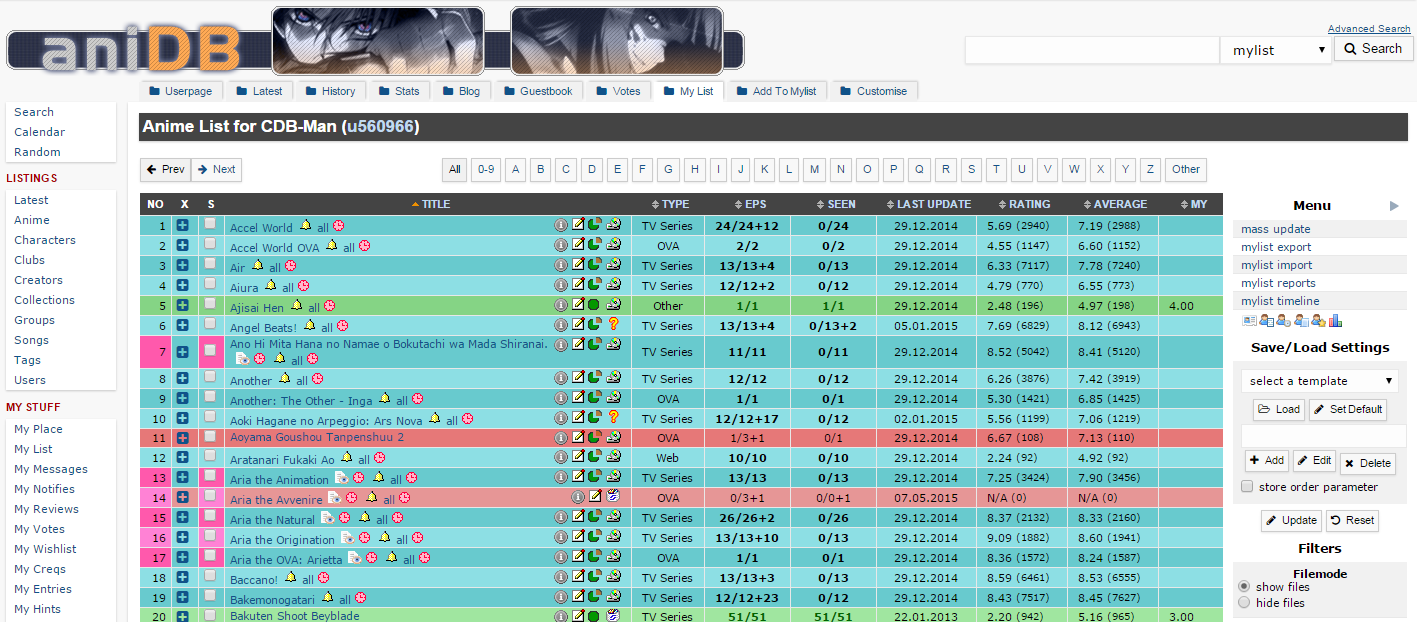 aniDB
Advanced Search
mylist
Search
Userpage Latest History Stats Blog Guestbook Votes My List Add To Mylist Customise
Search
Calendar
Random
LISTINGS
Latest
Anime
Characters
Clubs
Creators
Collections
Groups
Songs
Tags
Users
MY STUFF
My Place
My List
My Messages
My Notifies
My Reviews
My Votes
My Wishlist
My Creqs
My Entries
My Hints
Anime List for CDB-Man (u560966)
Prev Next All 0-9 A B C D E F G H I J K L M N O P Q R S T U V W X Y Z Other
NO X S TITLE TYPE EPS SEEN LAST UPDATE RATING AVERAGE MY
1 Accel World all TV Series 24/24+12 0/24 29.12.2014 5.69 (2940) 7.19 (2988)
2 Accel World OVA all OVA 2/2 0/2 29.12.2014 4.55 (1147) 6.60 (1152)
3 Air all TV Series 13/13+4 0/13 29.12.2014 6.33 (7117) 7.78 (7240)
4 Aiura all TV Series 12/12+2 0/12 29.12.2014 4.79 (770) 6.55 (773)
5 Ajisai Hen all Other 1/1 1/1 29.12.2014 2.48 (196) 4.97 (198) 4.00
6 Angel Beats! all TV Series 13/13+4 0/13+2 05.01.2015 7.69 (6829) 8.12 (6943)
7 Ano Hi Mita Hana no Namae o Bokutachi wa Mada Shiranai. all TV Series 11/11 0/11 29.12.2014 8.52 (5042) 8.41 (5120)
8 Another all TV Series 12/12 0/12 29.12.2014 6.26 (3876) 7.42 (3919)
9 Another: The Other - Inga all OVA 1/1 0/1 29.12.2014 5.30 (1421) 6.85 (1425)
10 Aoki Hagane no Arpeggio: Ars Nova all TV Series 12/12+17 0/12 02.01.2015 5.56 (1199) 7.06 (1219)
11 Aoyama Goushou Tanpenshuu 2 OVA 1/3+1 0/1 29.12.2014 6.67 (108) 7.13 (110)
12 Aratanari Fukaki Ao all Web 10/10 0/10 29.12.2014 2.24 (92) 4.92 (92)
13 Aria the Animation all TV Series 13/13 0/13 29.12.2014 7.25 (3424) 7.90 (3456)
14 Aria the Avvenire all OVA 0/3+1 0/0+1 07.05.2015 N/A (0) N/A (0)
15 Aria the Natural all TV Series 26/26+2 0/26 29.12.2014 8.37 (2132) 8.33 (2160)
16 Aria the Origination all TV Series 13/13+10 0/13 29.12.2014 9.09 (1882) 8.60 (1941)
17 Aria the OVA: Arietta all OVA 1/1 0/1 29.12.2014 8.36 (1572) 8.24 (1587)
18 Baccano! all TV Series 13/13+3 0/13 29.12.2014 8.59 (6461) 8.53 (6555)
19 Bakemonogatari all TV Series 12/12+23 0/12 29.12.2014 8.43 (7517) 8.45 (7627)
20 Bakuten Shoot Beyblade TV Series 51/51 51/51 22.01.2013 2.20 (942) 5.16 (965) 3.00
Menu
mass update
mylist export
mylist import
mylist reports
mylist timeline
Save/Load Settings
select a template
Load Set Default
Add Edit Delete
store order parameter
Update Reset
Filters
Filemode
show files
hide files